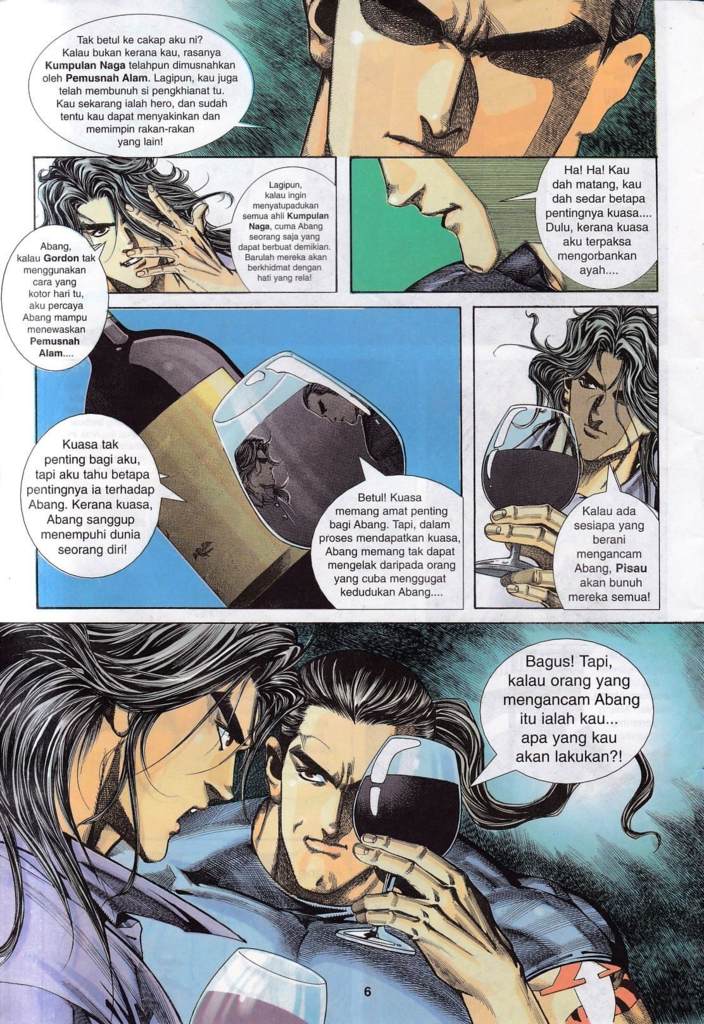 Tak betul ke cakap aku ni?
Kalau bukan kerana kau, rasanya
Kumpulan Naga telahpun dimusnahkan
oleh Pemusnah Alam. Lagipun, kau juga
telah membunuh si pengkhianat tu.
Kau sekarang ialah hero, dan sudah
tentu kau dapat menyakinkan dan
memimpin rakan-rakan
yang lain!
Lagipun,
kalau ingin
menyatupadukan
semua ahli Kumpulan
Naga, cuma Abang
seorang saja yang
dapat berbuat demikian.
Barulah mereka akan
berkhidmat dengan
hati yang rela!
Abang,
kalau Gordon tak
menggunakan
cara yang
kotor hari tu,
aku percaya
Abang mampu
menewaskan
Pemusnah
Alam....
Ha! Ha! Kau
dah matang, kau
dah sedar betapa
pentingnya kuasa....
Dulu, kerana kuasa
aku terpaksa
mengorbankan
ayah....
Kuasa tak
penting bagi aku,
tapi aku tahu betapa
pentingnya ia terhadap
Abang. Kerana kuasa,
Abang sanggup
menempuhi dunia
seorang diri!
Betul! Kuasa
memang amat penting
bagi Abang. Tapi, dalam
proses mendapatkan kuasa,
Abang memang tak dapat
mengelak daripada orang
yang cuba menggugat
kedudukan Abang....
Kalau ada
sesiapa yang
berani
mengancam
Abang, Pisau
akan bunuh
mereka semua!
Bagus! Tapi,
kalau orang yang
mengancam Abang
itu ialah kau...
apa yang kau
akan lakukan?!
6